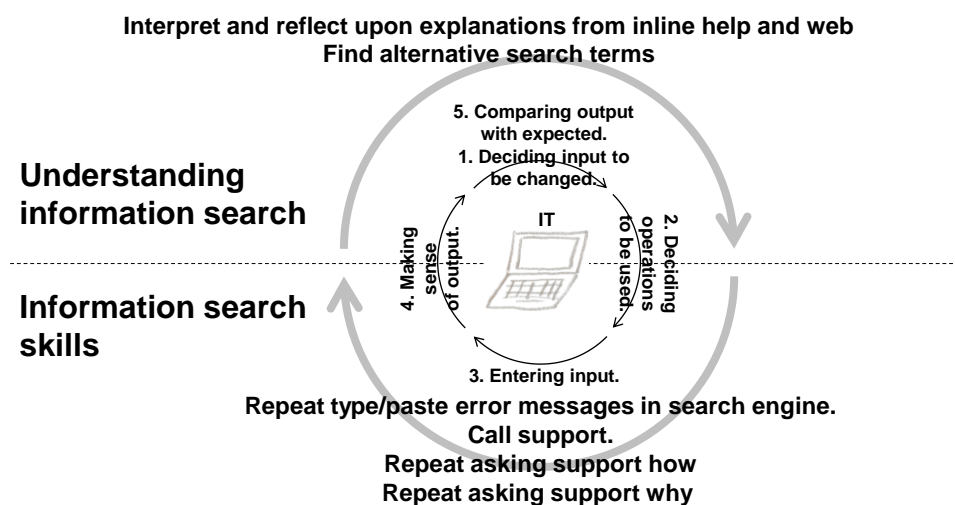 Interpret and reflect upon explanations from inline help and web
Find alternative search terms
5. Comparing output
with expected.
1. Deciding input to
be changed.
Understanding
information search
IT
2. Deciding
operations
to be used.
4. Making
sense
of output.
Information search
skills
3. Entering input.
Repeat type/paste error messages in search engine.
Call support.
Repeat asking support how
Repeat asking support why